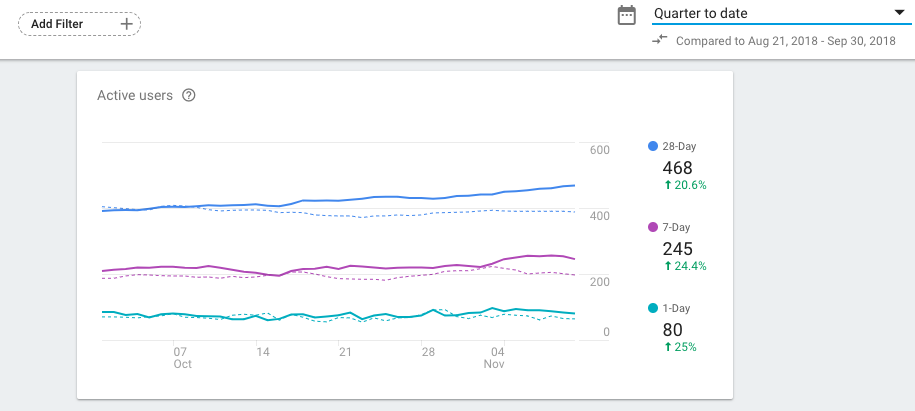 Add Filter
Quarter to date
Compared to Aug 21, 2018 - Sep 30, 2018
Active users
600
400
200
0
07
Oct
14
21
28
04
Nov
28-Day
468
20.6%
7-Day
245
24.4%
1-Day
80
25%